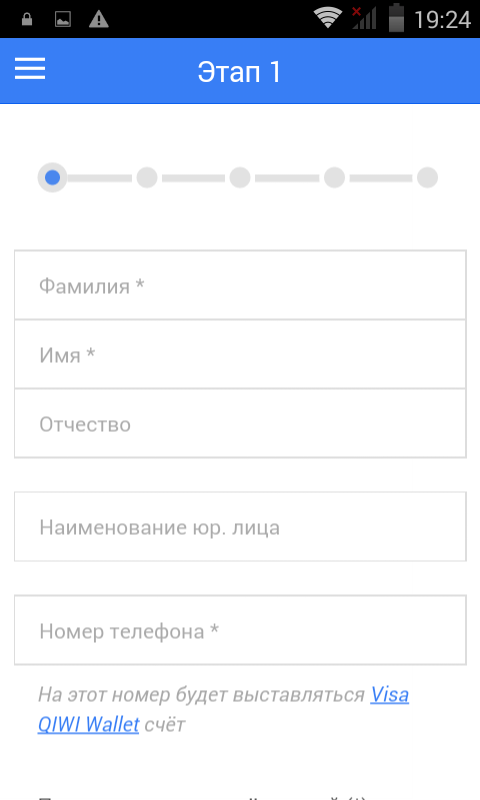 19:24
Этап 1
Фамилия *
Имя *
Отчество
Наименование юр. лица
Номер телефона *
На этот номер будет выставляться Visa
QIWI Wallet счёт